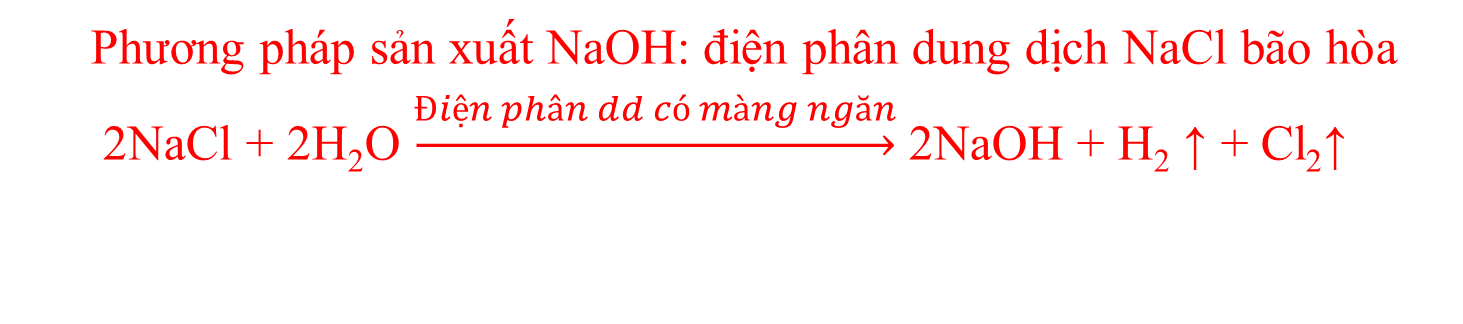 Phương pháp sản xuất NaOH: điện phân dung dịch NaCl bão hòa
Điện phân dd có màng ngăn
2NaCl + 2H₂O ⟶ 2NaOH + H₂ ↑ + Cl₂↑